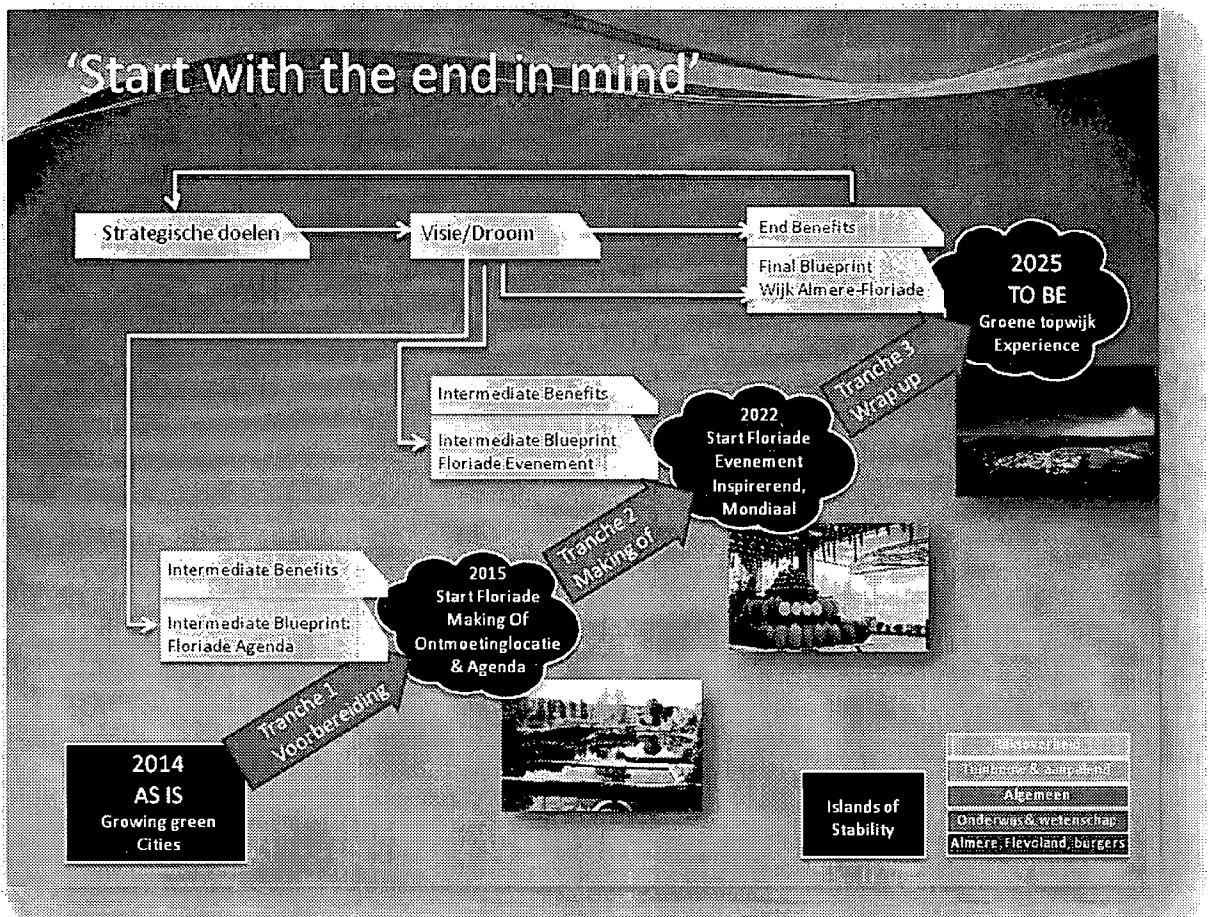 'Start with the end in mind'
Strategische doelen
Visie/Droom
End Benefits
Final Blueprint
Wijk Almere-Floriade
2025
TO BE
Groene topwijk
Experience
Tranche 3
Wrap up
Intermediate Benefits
Intermediate Blueprint
Floriade Evenement
2022
Start Floriade
Evenement
Inspirerend,
Mondiaal
Tranche 2
Making of
Intermediate Benefits
Intermediate Blueprint:
Floriade Agenda
2015
Start Floriade
Making Of
Ontmoetinglocatie
& Agenda
Tranche 1
Voorbereiding
2014
AS IS
Growing green
Cities
Islands of
Stability
Algemeen
Onderwijs & wetenschap
Almere, Flevoland, burgers